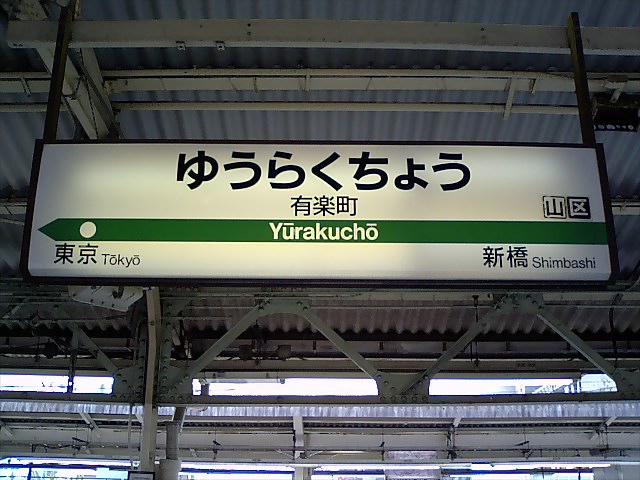 ゆうらくちょう
有楽町
山区
Yūrakuchō
東京 Tōkyō
新橋 Shimbashi